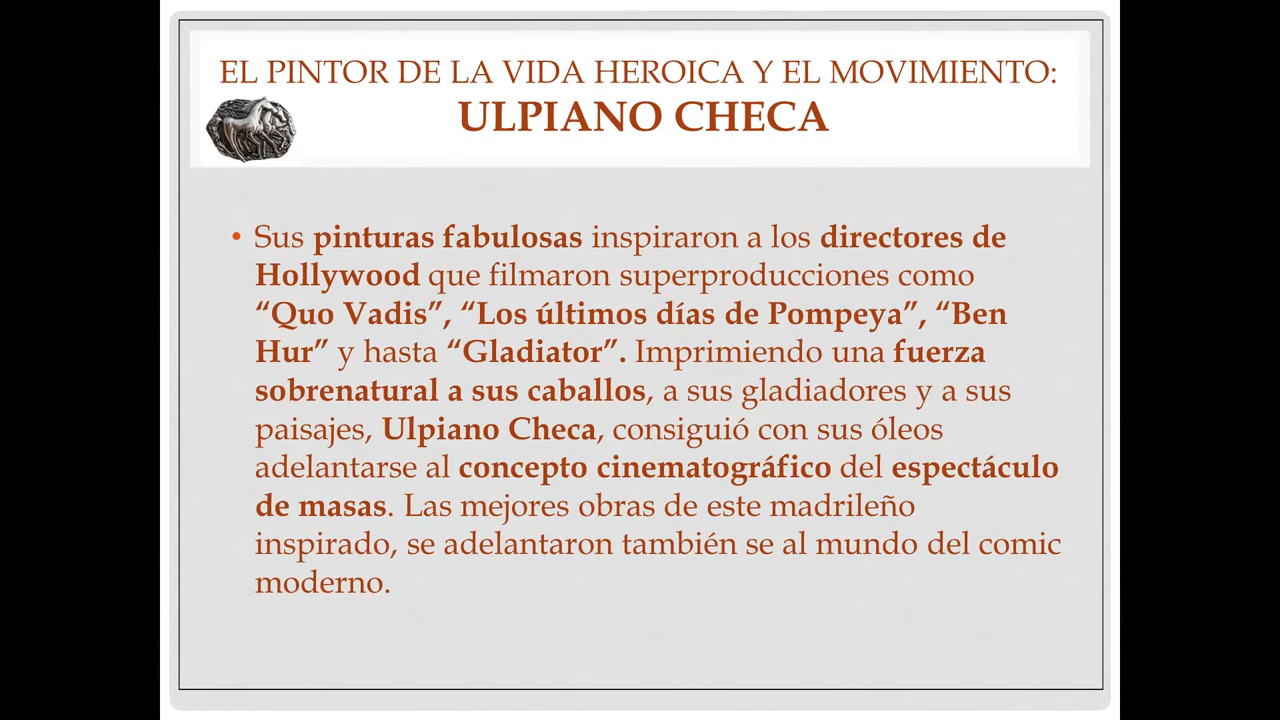 EL PINTOR DE LA VIDA HEROICA Y EL MOVIMIENTO:
ULPIANO CHECA
• Sus pinturas fabulosas inspiraron a los directores de
Hollywood que filmaron superproducciones como
“Quo Vadis”, “Los últimos días de Pompeya”, “Ben
Hur” y hasta “Gladiator”. Imprimiendo una fuerza
sobrenatural a sus caballos, a sus gladiadores y a sus
paisajes, Ulpiano Checa, consiguió con sus óleos
adelantarse al concepto cinematográfico del espectáculo
de masas. Las mejores obras de este madrileño
inspirado, se adelantaron también se al mundo del comic
moderno.